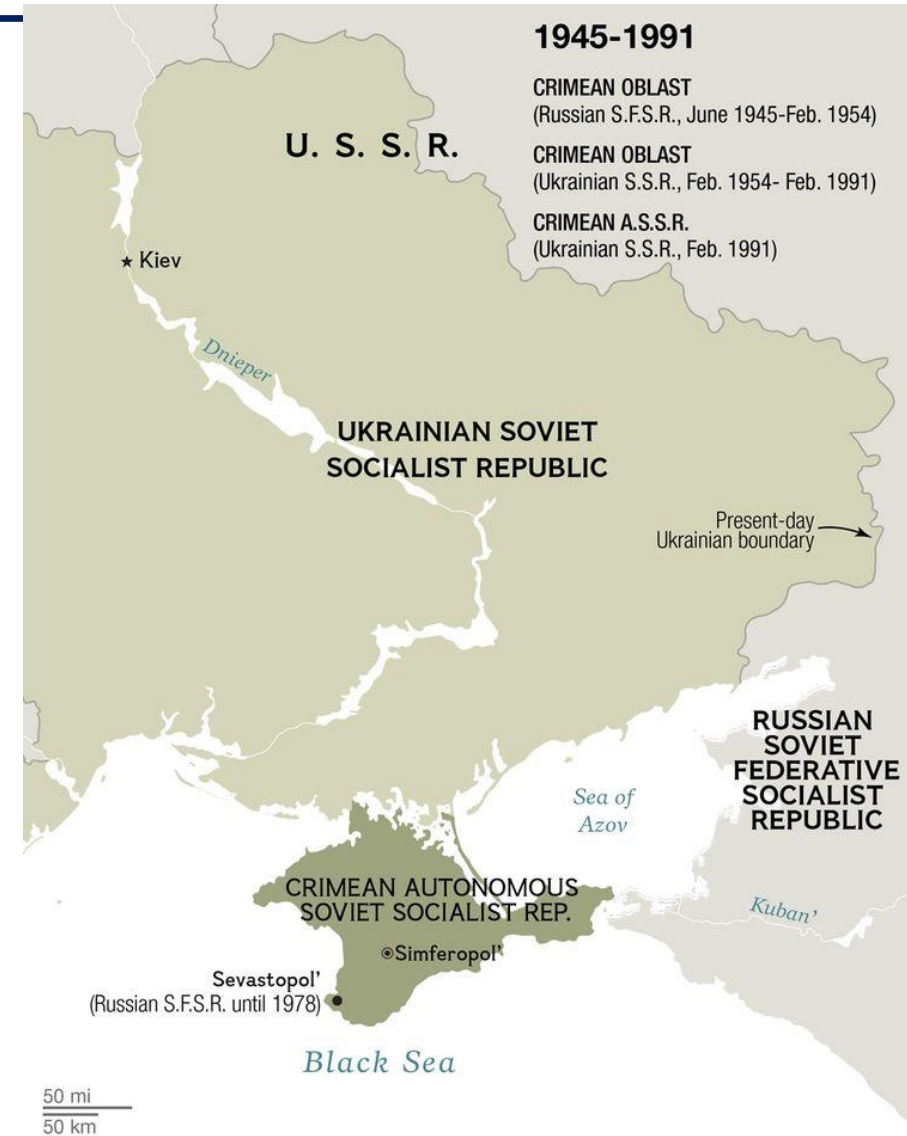 1945-1991
CRIMEAN OBLAST
(Russian S.F.S.R., June 1945-Feb. 1954)
CRIMEAN OBLAST
(Ukrainian S.S.R., Feb. 1954- Feb. 1991)
CRIMEAN A.S.S.R.
(Ukrainian S.S.R., Feb. 1991)
U. S. S. R.
Kiev
Dnieper
UKRAINIAN SOVIET
SOCIALIST REPUBLIC
Present-day
Ukrainian boundary
RUSSIAN
SOVIET
FEDERATIVE
SOCIALIST
REPUBLIC
Sea of
Azov
CRIMEAN AUTONOMOUS
SOVIET SOCIALIST REP.
Kuban'
Simferopol'
Sevastopol'
(Russian S.F.S.R. until 1978)
Black Sea
50 mi
50 km